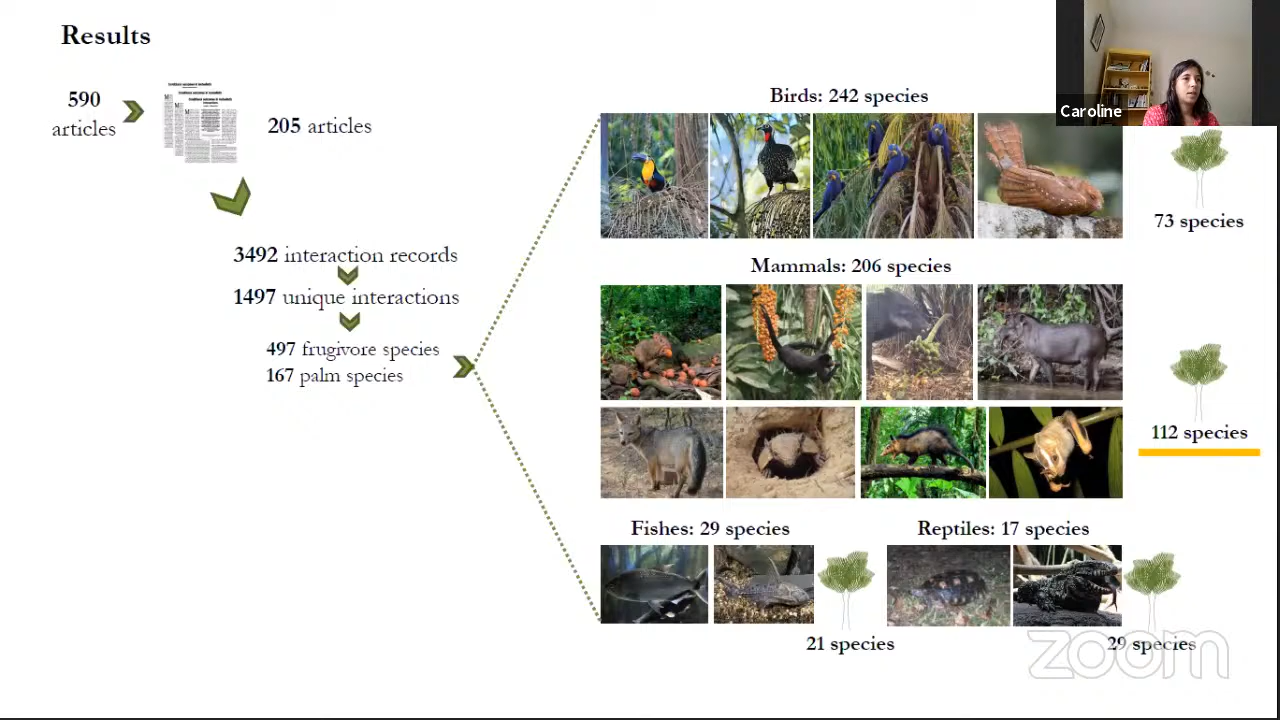 Results
590
articles
205 articles
3492 interaction records
1497 unique interactions
497 frugivore species
167 palm species
Birds: 242 species
Caroline
73 species
Mammals: 206 species
112 species
Fishes: 29 species
Reptiles: 17 species
21 species
29 species
zoom